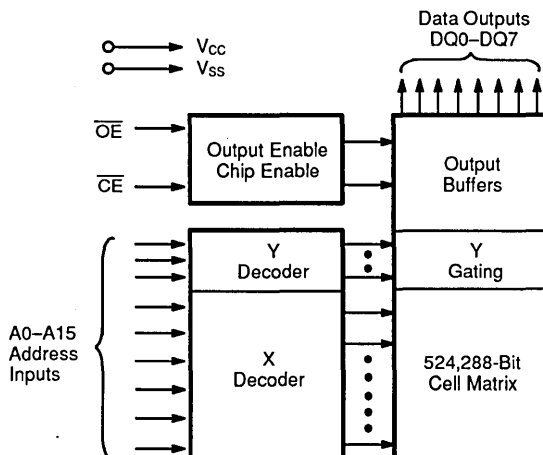 Data Outputs
DQ0–DQ7
VCC
VSS
OE
CE
Output Enable
Chip Enable
Output
Buffers
Y
Decoder
Y
Gating
A0–A15
Address
Inputs
X
Decoder
524,288-Bit
Cell Matrix